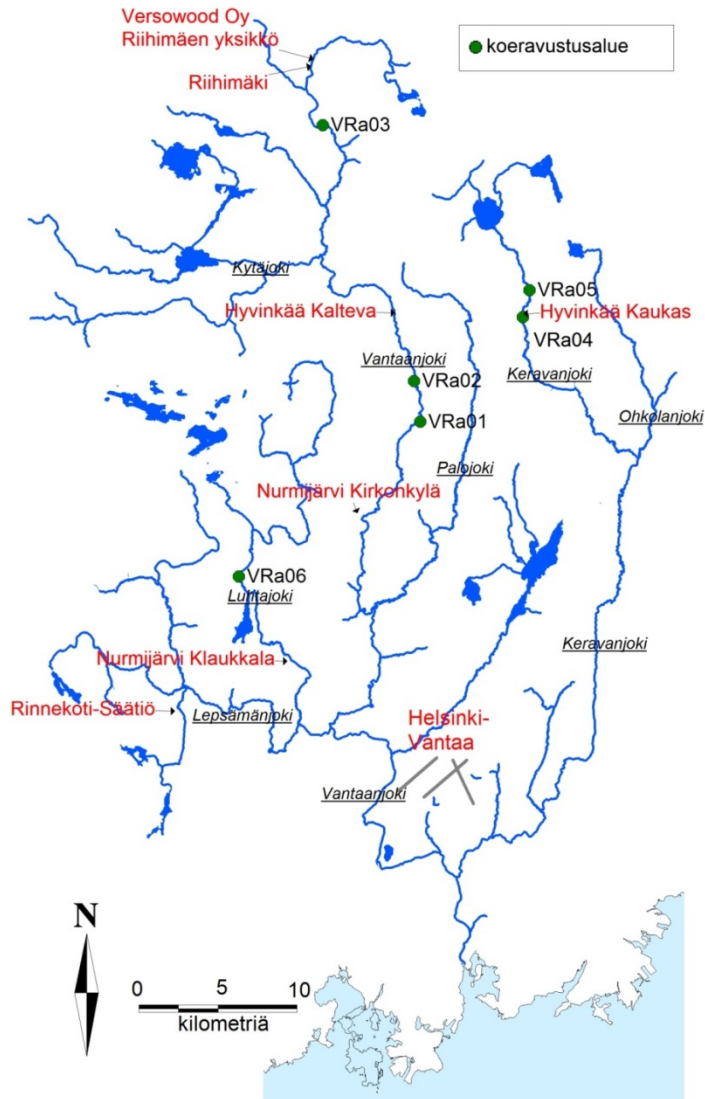 Versowood Oy
Riihimäen yksikkö
koeravustusalue
Riihimäki
VRa03
Kytäjoki
VRa05
Hyvinkää Kalteva
Hyvinkää Kaukas
VRa04
Vantaanjoki
Keravanjoki
VRa02
Ohkolanjoki
VRa01
Palojoki
Nurmijärvi Kirkonkylä
VRa06
Luhtajoki
Keravanjoki
Nurmijärvi Klaukkala
Rinnekoti-Säätiö
Lepsämänjoki
Helsinki-
Vantaa
Vantaanjoki
N
0 5 10
kilometriä